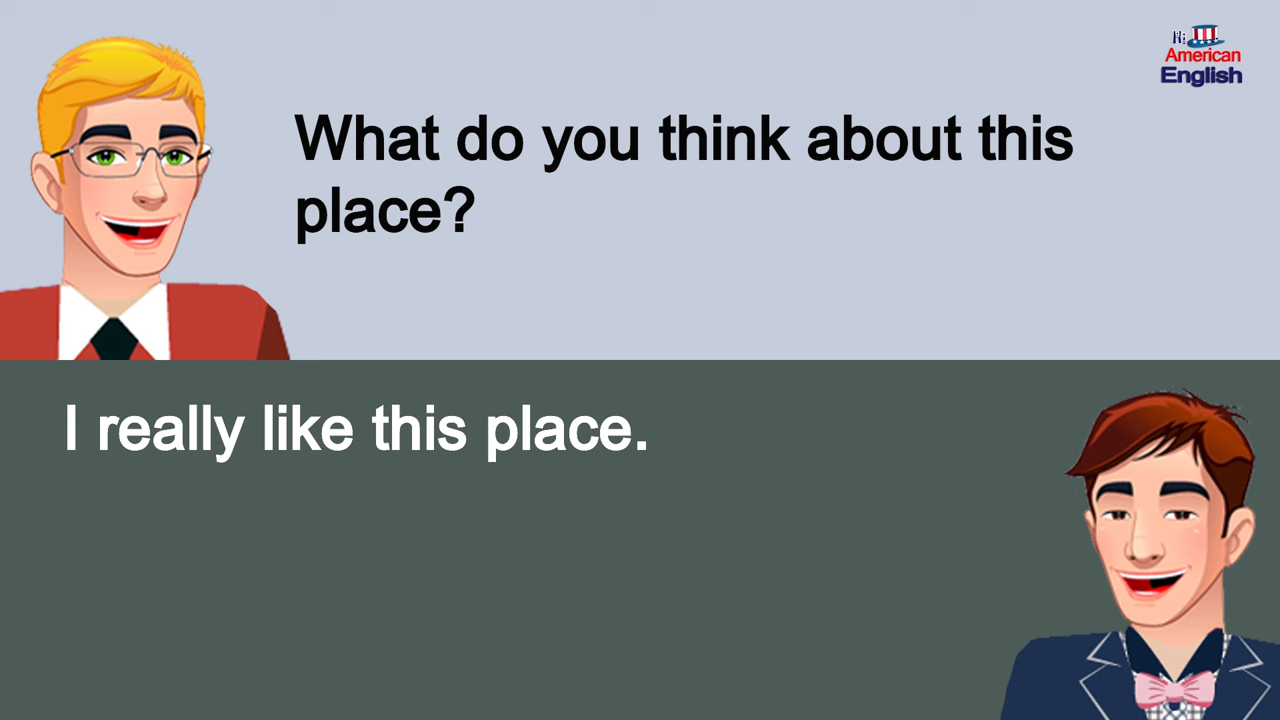 Hi
American
English
What do you think about this
place?
I really like this place.